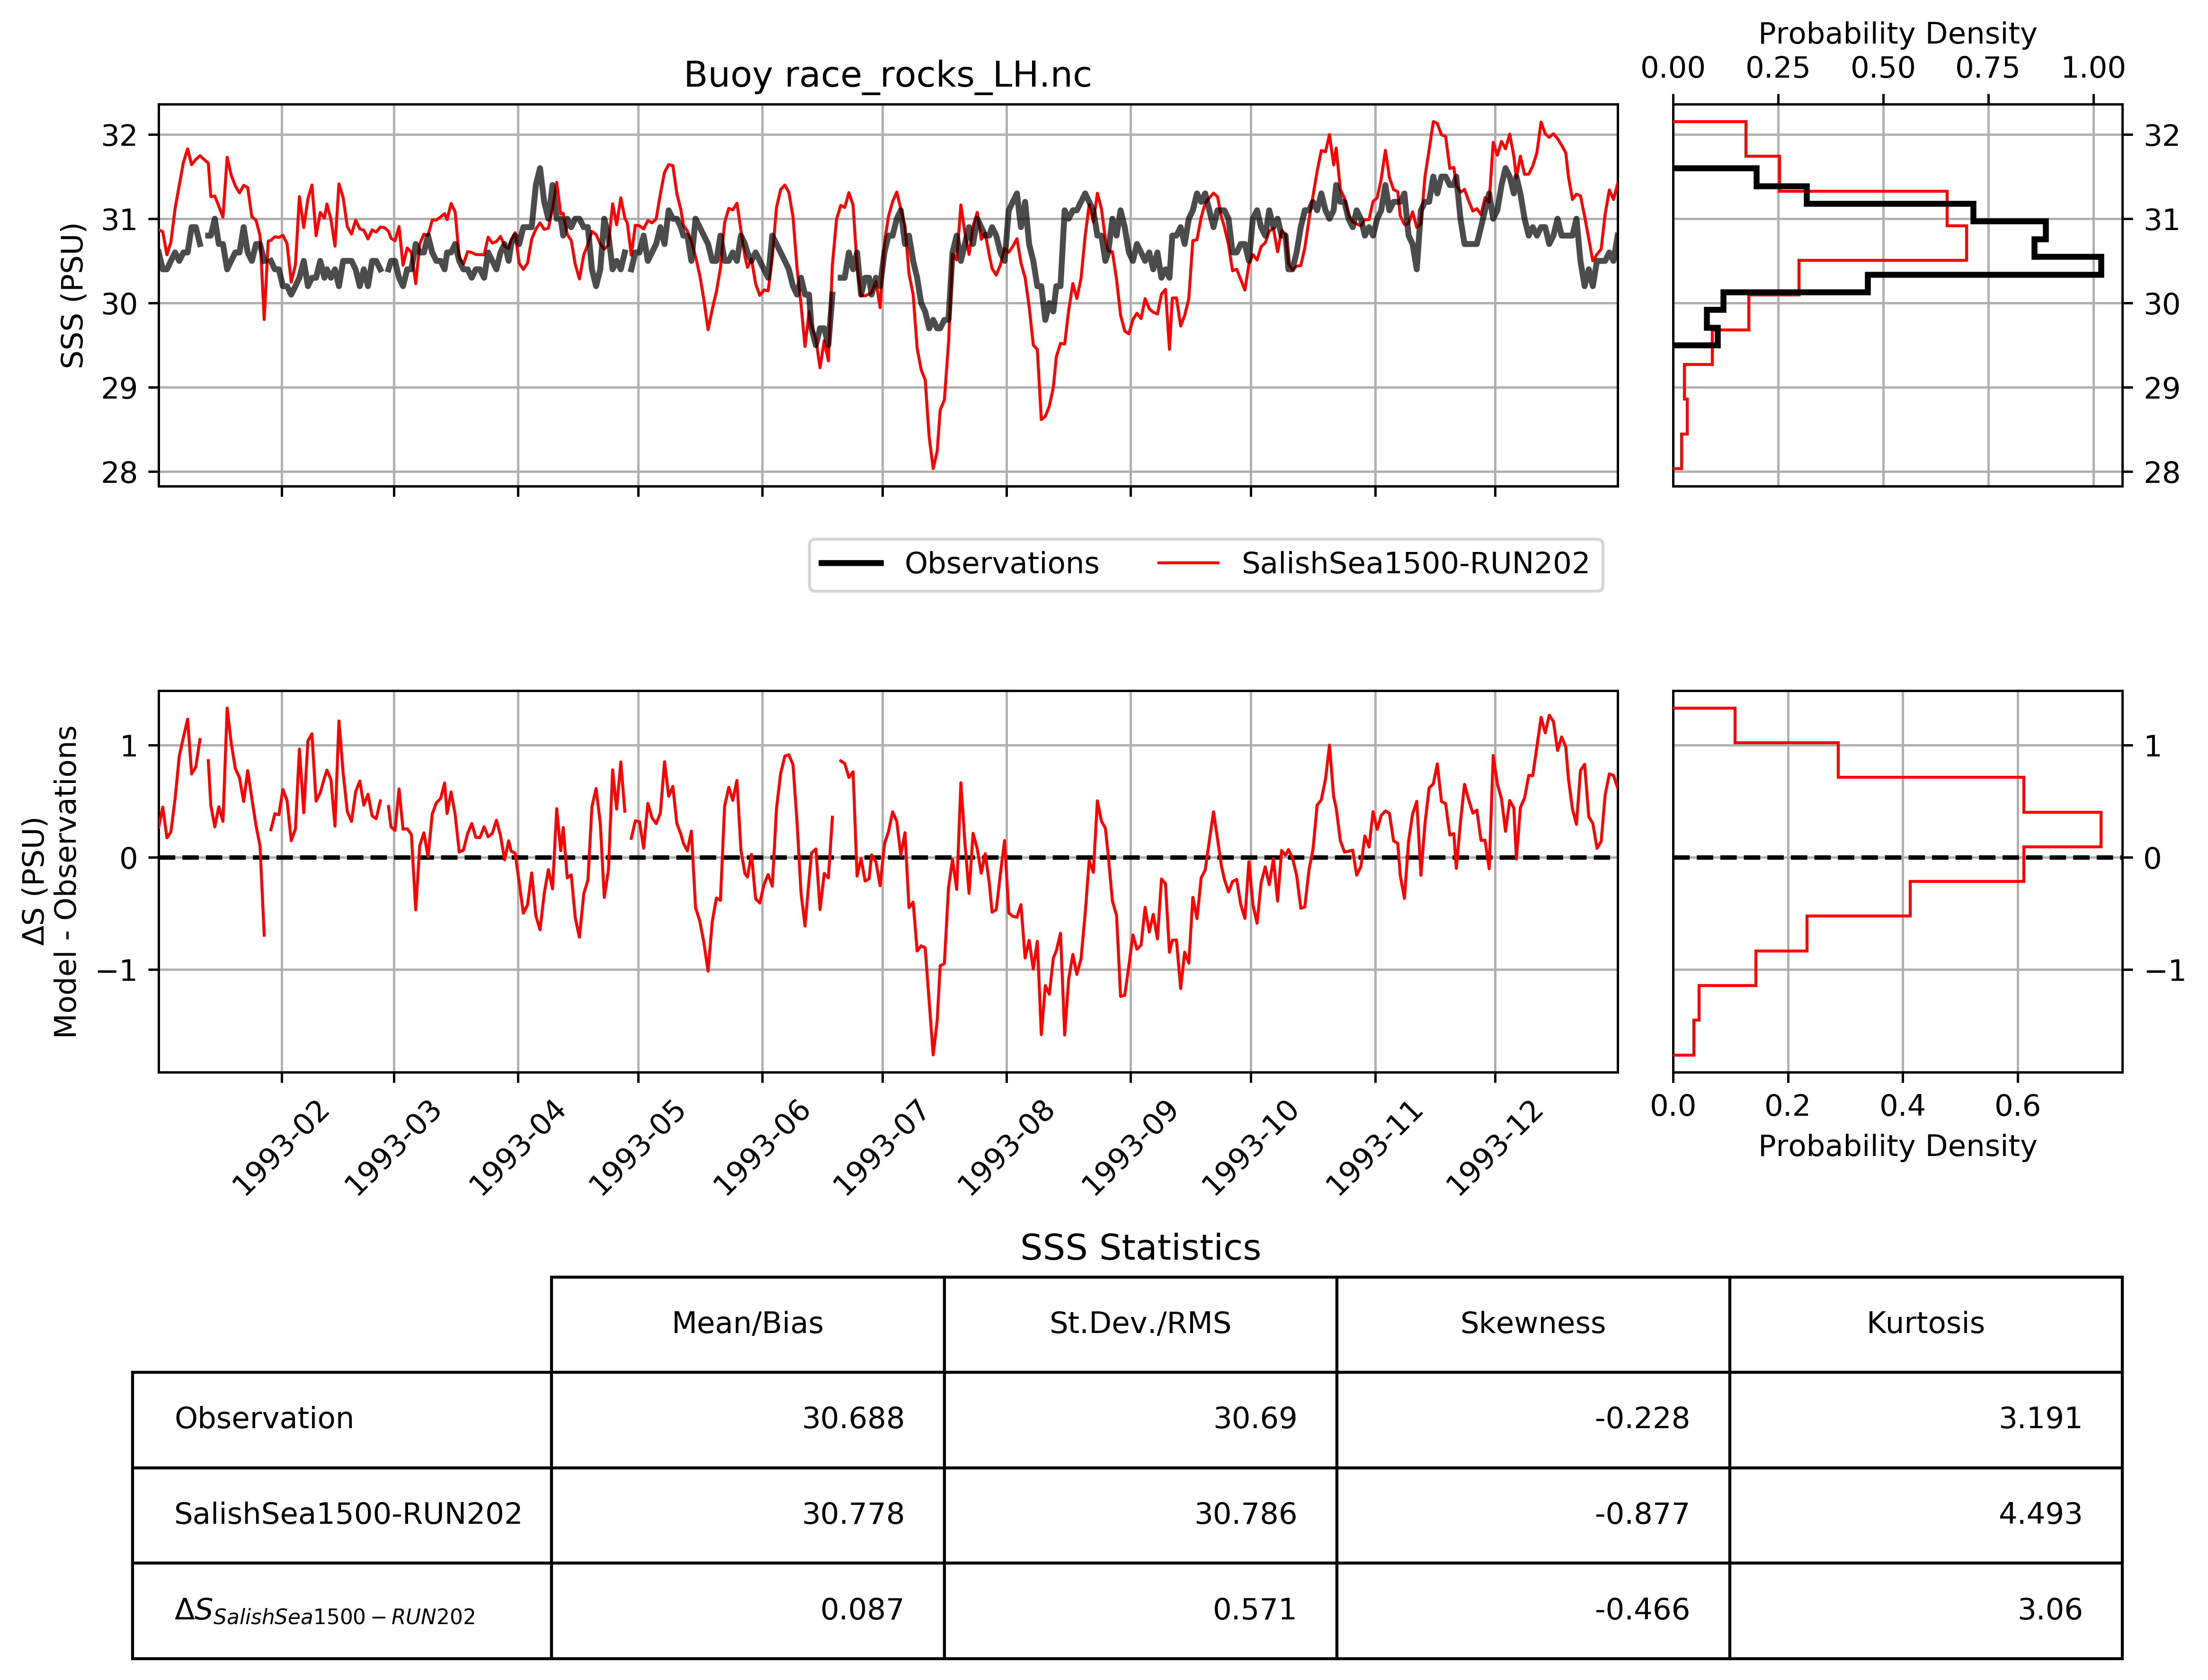 Probability Density
0.00 0.25 0.50 0.75 1.00
Buoy race_rocks_LH.nc
SSS (PSU)
32
31
30
29
28
32
31
30
29
28
Observations
SalishSea1500-RUN202
ΔS (PSU)
Model - Observations
1
0
−1
1
0
−1
1993-02
1993-03
1993-04
1993-05
1993-06
1993-07
1993-08
1993-09
1993-10
1993-11
1993-12
0.0 0.2 0.4 0.6
Probability Density
SSS Statistics
Mean/Bias St.Dev./RMS Skewness Kurtosis
Observation 30.688 30.69 -0.228 3.191
SalishSea1500-RUN202 30.778 30.786 -0.877 4.493
ΔS SalishSea1500−RUN202 0.087 0.571 -0.466 3.06